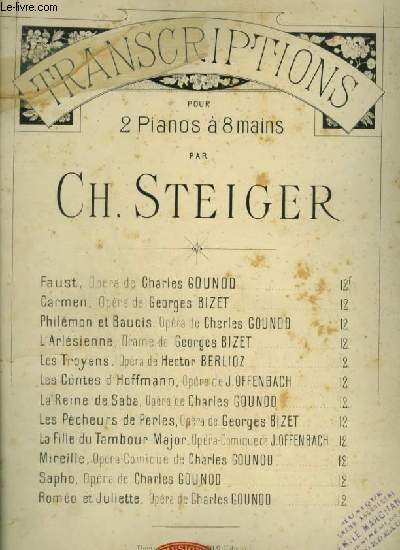 Le-livre.com
TRANSCRIPTIONS
POUR
2 Pianos à 8 mains
PAR
CH. STEIGER
Faust, Opéra de Charles GOUNOD 12f
Carmen, Opéra de Georges BIZET 12
Philémon et Baucis, Opéra de Charles GOUNOD 12
L'Arlésienne, Drame de Georges BIZET 12
Les Troyens, Opéra de Hector BERLIOZ 12
Les Contes d'Hoffmann, Opéra de J. OFFENBACH 12
La Reine de Saba, Opéra de Charles GOUNOD 12
Les Pêcheurs de Perles, Opéra de Georges BIZET 12
La Fille du Tambour Major, Opéra-Comique de J. OFFENBACH 12
Mireille, Opéra-Comique de Charles GOUNOD 12
Sapho, Opéra de Charles GOUNOD 12
Roméo et Juliette, Opéra de Charles GOUNOD 12